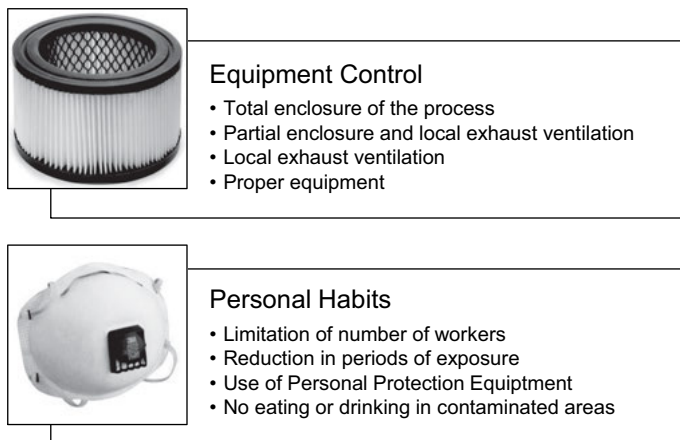 Equipment Control
• Total enclosure of the process
• Partial enclosure and local exhaust ventilation
• Local exhaust ventilation
• Proper equipment
Personal Habits
• Limitation of number of workers
• Reduction in periods of exposure
• Use of Personal Protection Equiptment
• No eating or drinking in contaminated areas